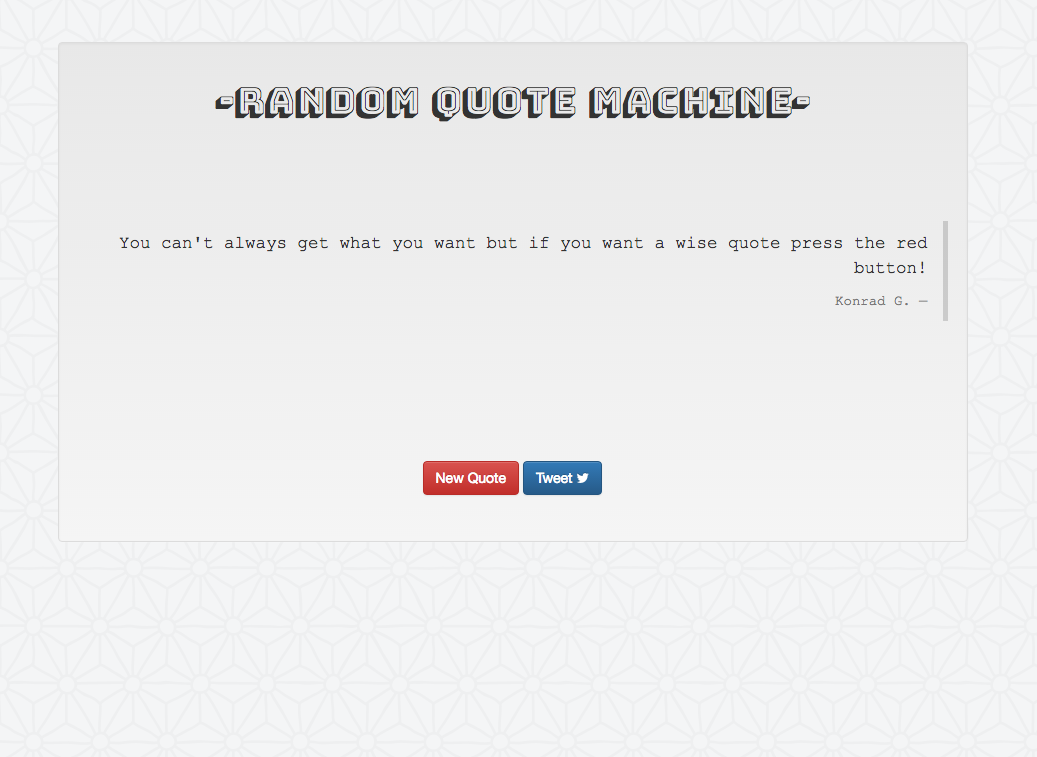 -RANDOM QUOTE MACHINE-
You can't always get what you want but if you want a wise quote press the red
button!
Konrad G. —
New Quote Tweet